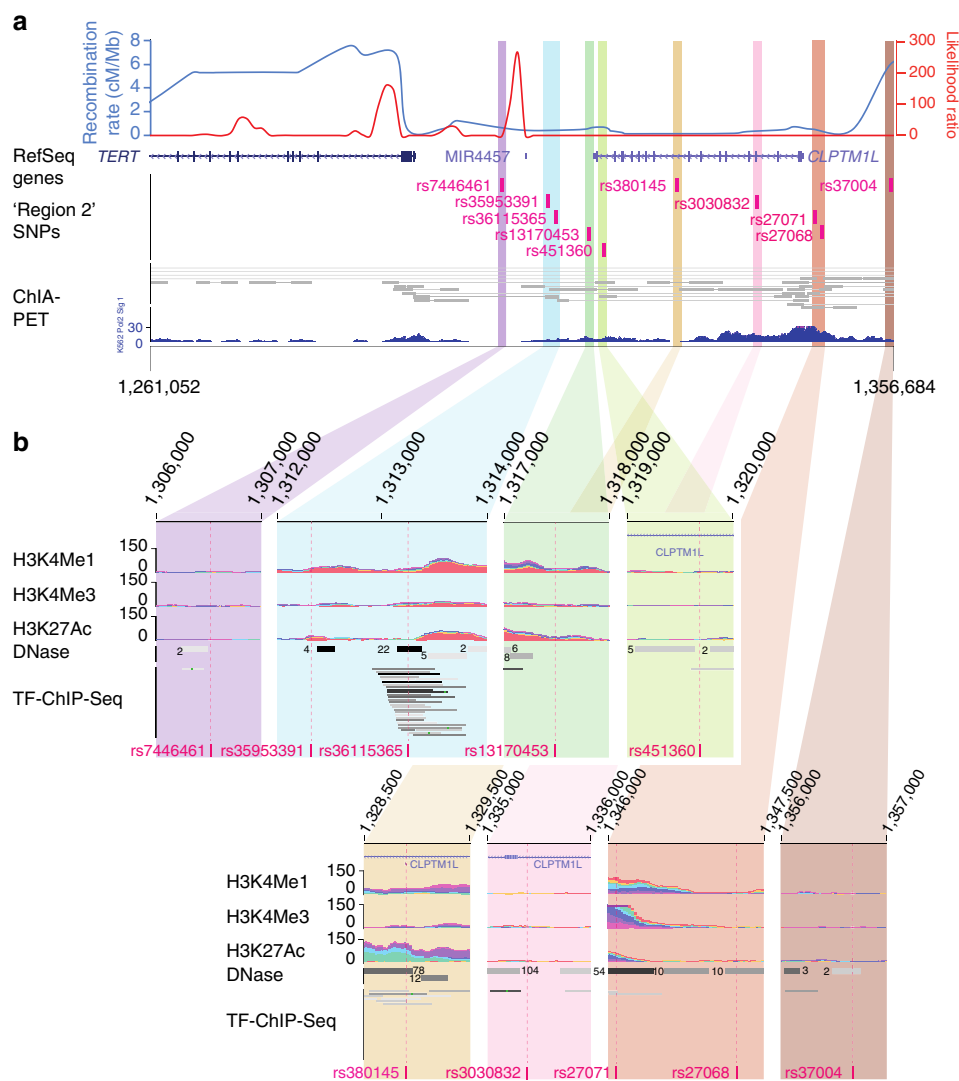 a
8
6
4
2
0
Recombination
rate (cM/Mb)
300
200
100
0
Likelihood ratio
RefSeq
genes
TERT
MIR4457
CLPTM1L
'Region 2'
SNPs
rs7446461
rs35953391
rs36115365
rs13170453
rs451360
rs380145
rs3030832
rs27071
rs27068
rs37004
ChIA-
PET
K562 Pol2 Sig 1
30
0
1,261,052
1,356,684
b
1,306,000
1,307,000
1,312,000
1,313,000
1,314,000
1,317,000
1,318,000
1,319,000
1,320,000
CLPTM1L
H3K4Me1
150
0
H3K4Me3
150
0
H3K27Ac
150
0
DNase
2
4
22
5
2
6
8
5
2
TF-ChIP-Seq
rs7446461
rs35953391
rs36115365
rs13170453
rs451360
1,328,500
1,329,500
1,335,000
1,336,000
1,346,000
1,347,500
1,356,000
1,357,000
CLPTM1L
CLPTM1L
H3K4Me1
150
0
H3K4Me3
150
0
H3K27Ac
150
0
DNase
78
12
104
54
10
10
3
2
TF-ChIP-Seq
rs380145
rs3030832
rs27071
rs27068
rs37004